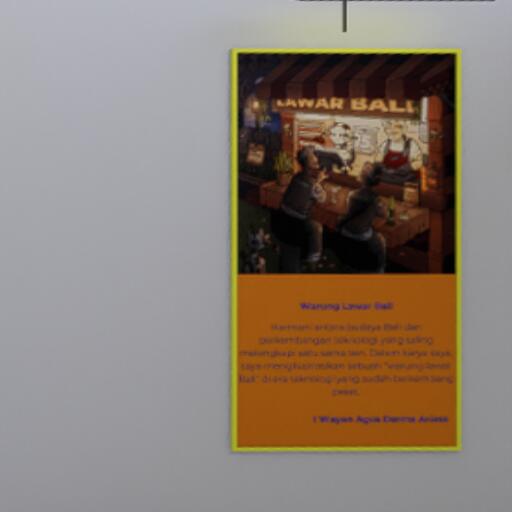 LAWAR BALI
Warung Lawar Bali
Harmoni antara budaya Bali dan
perkembangan teknologi yang saling
melengkapi satu sama lain. Dalam karya saya,
saya mengilustrasikan sebuah "warung lawar
Bali" di era teknologi yang sudah berkembang
pesat.
I Wayan Agus Darma